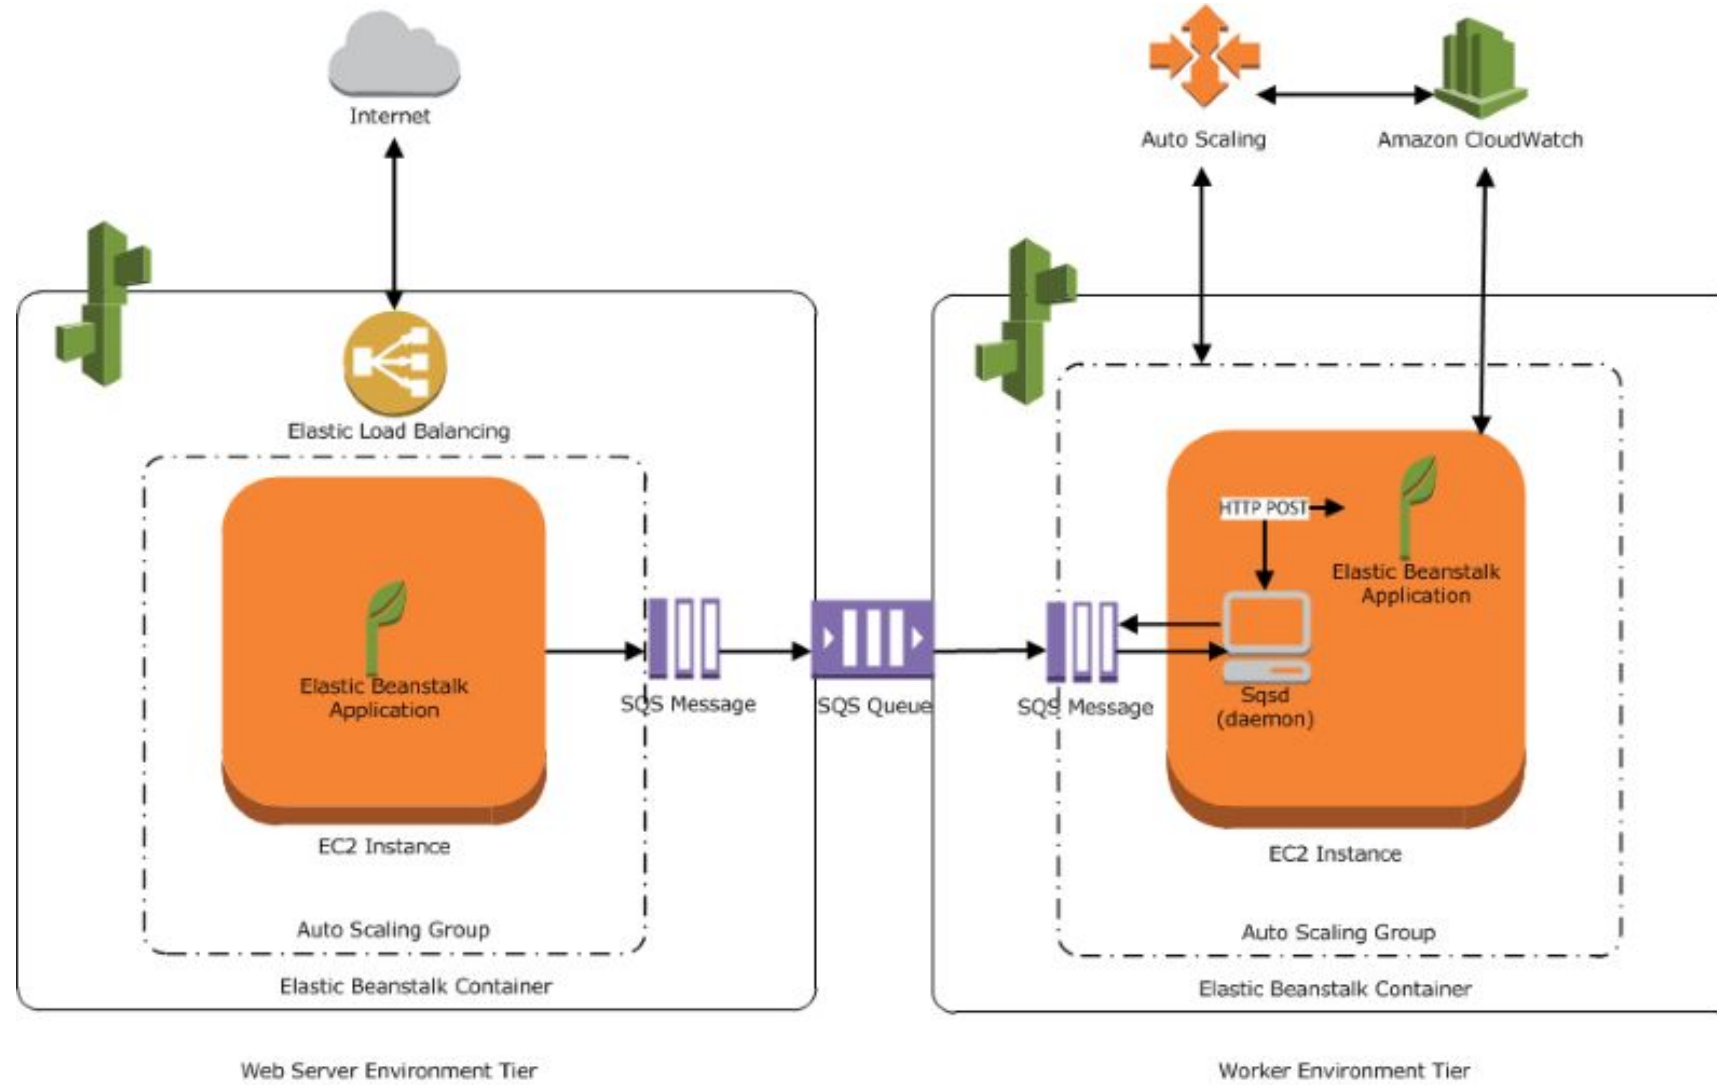 Internet
Auto Scaling
Amazon CloudWatch
Elastic Load Balancing
HTTP POST
Elastic Beanstalk
Application
Elastic Beanstalk
Application
SQS Message
SQS Queue
SQS Message
Sqsd
(daemon)
EC2 Instance
EC2 Instance
Auto Scaling Group
Auto Scaling Group
Elastic Beanstalk Container
Elastic Beanstalk Container
Web Server Environment Tier
Worker Environment Tier